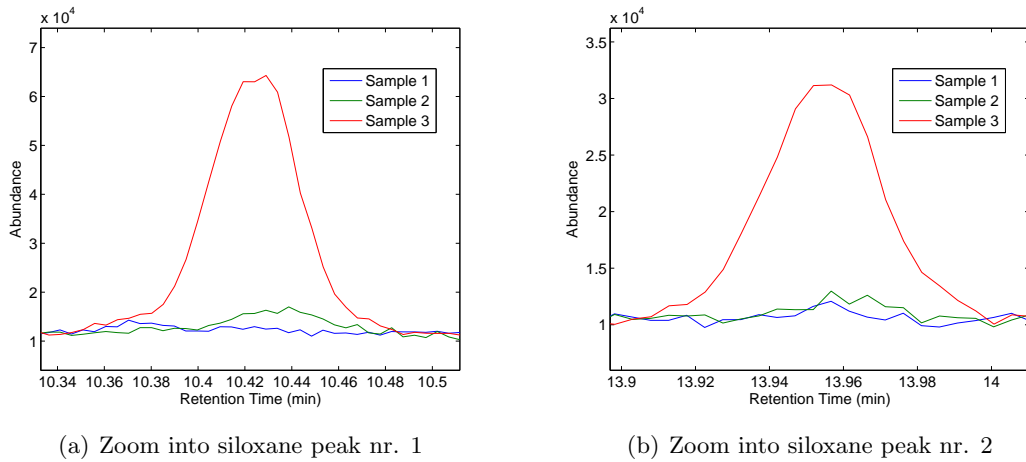 x 10⁴
7
6
5
4
3
2
1
Abundance
10.34 10.36 10.38 10.4 10.42 10.44 10.46 10.48 10.5
Retention Time (min)
Sample 1
Sample 2
Sample 3
(a) Zoom into siloxane peak nr. 1
x 10⁴
3.5
3
2.5
2
1.5
1
Abundance
13.9 13.92 13.94 13.96 13.98 14
Retention Time (min)
Sample 1
Sample 2
Sample 3
(b) Zoom into siloxane peak nr. 2